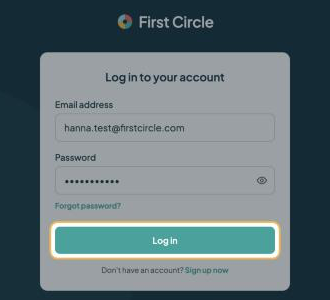 First Circle
Log in to your account
Email address
hanna.test@firstcircle.com
Password
•••••••••••
Forgot password?
Log in
Don't have an account? Sign up now